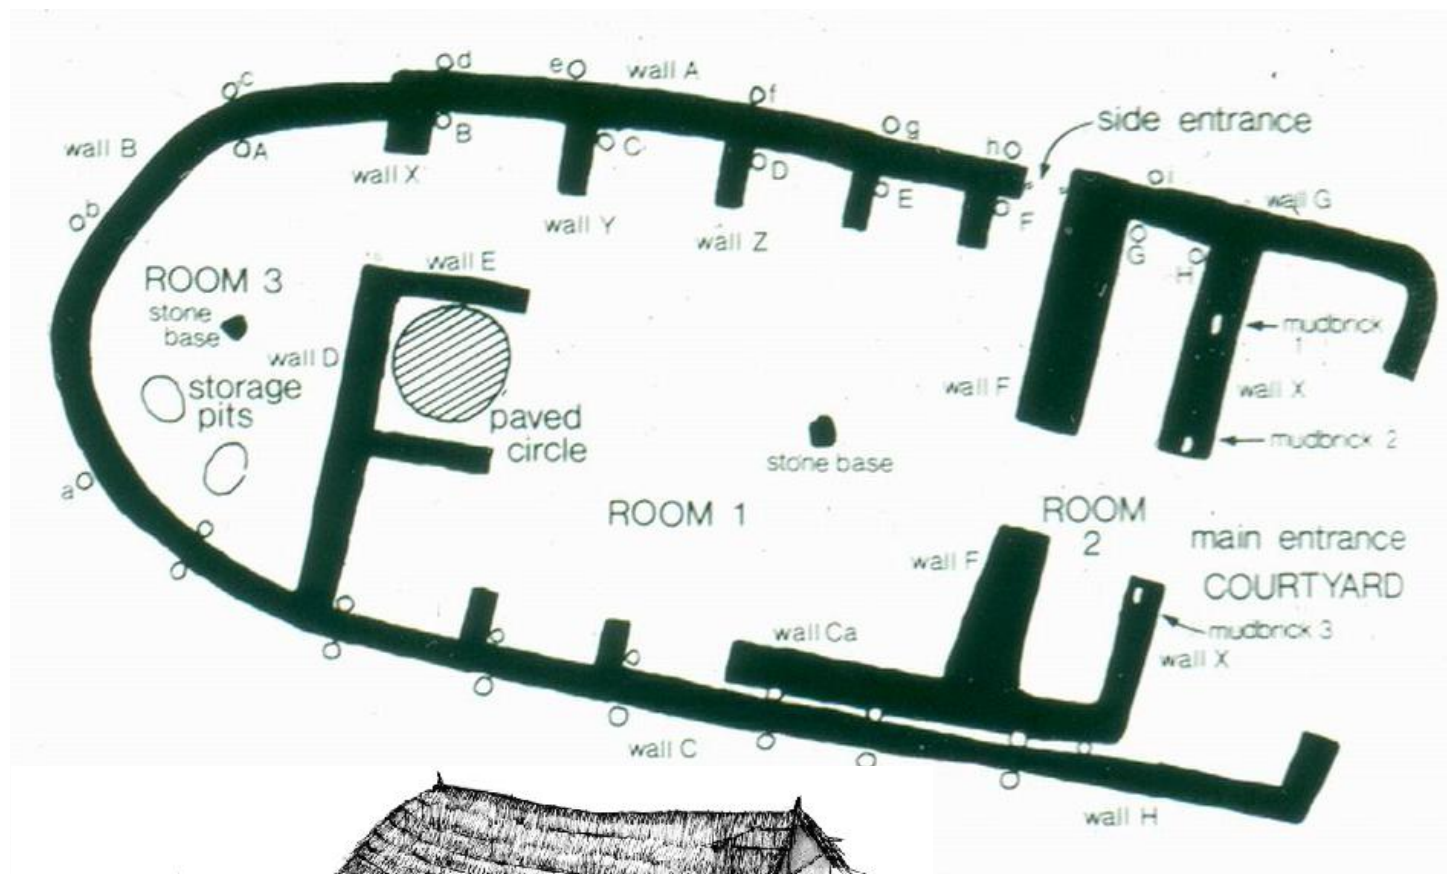 d
e
wall A
c
f
g
side entrance
h
B
wall B
A
C
D
wall X
i
E
wall G
b
F
wall Y
wall Z
G
H
wall E
ROOM 3
stone
base
mudbrick
1
wall D
storage
pits
wall F
wall X
paved
circle
mudbrick 2
stone base
a
ROOM 1
ROOM
2
main entrance
COURTYARD
wall F
wall Ca
mudbrick 3
wall X
wall C
wall H